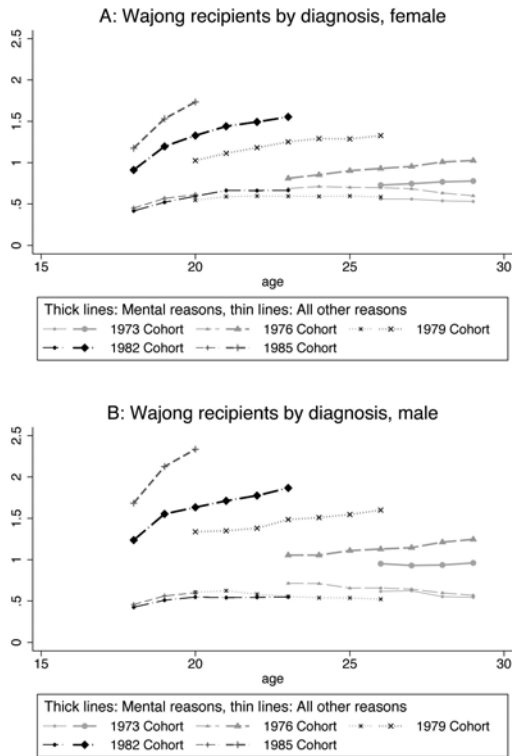 A: Wajong recipients by diagnosis, female
2.5
2
1.5
1
.5
0
15 20 25 30
age
Thick lines: Mental reasons, thin lines: All other reasons
1973 Cohort 1976 Cohort 1979 Cohort
1982 Cohort 1985 Cohort
B: Wajong recipients by diagnosis, male
2.5
2
1.5
1
.5
0
15 20 25 30
age
Thick lines: Mental reasons, thin lines: All other reasons
1973 Cohort 1976 Cohort 1979 Cohort
1982 Cohort 1985 Cohort